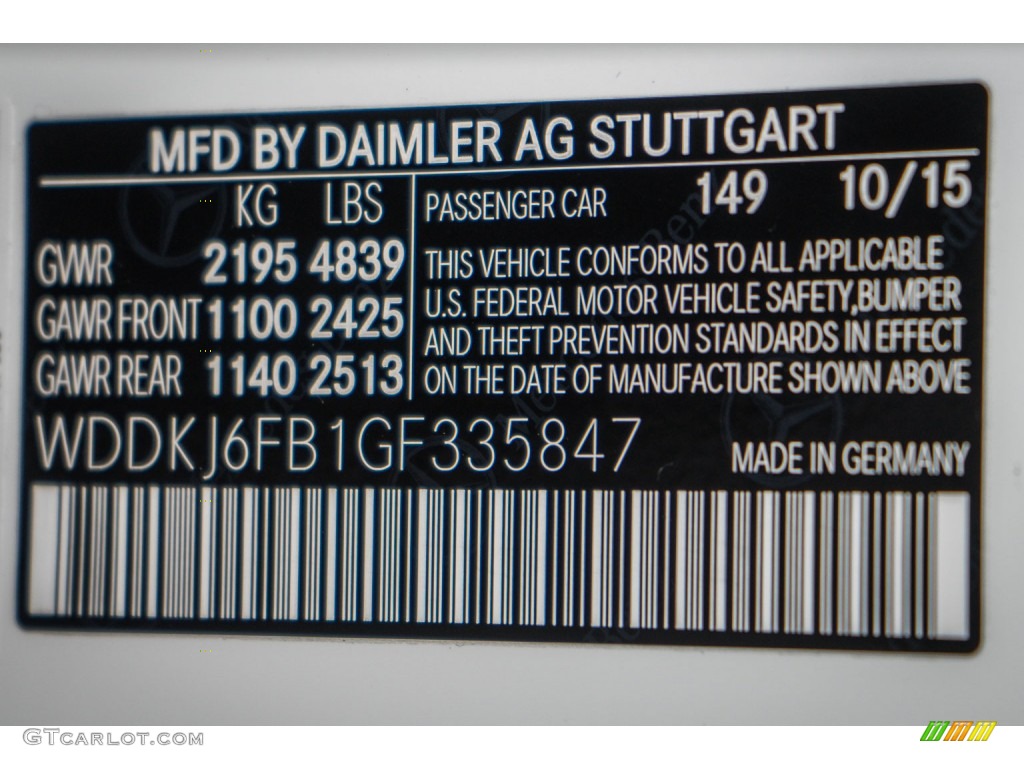 MFD BY DAIMLER AG STUTTGART
KG LBS
GWWR 2195 4839
GAWR FRONT 1100 2425
GAWR REAR 1140 2513
PASSENGER CAR 149 10/15
THIS VEHICLE CONFORMS TO ALL APPLICABLE
U.S. FEDERAL MOTOR VEHICLE SAFETY,BUMPER
AND THEFT PREVENTION STANDARDS IN EFFECT
ON THE DATE OF MANUFACTURE SHOWN ABOVE
WDDKJ6FB1GF335847
MADE IN GERMANY
GTCARLOT.COM